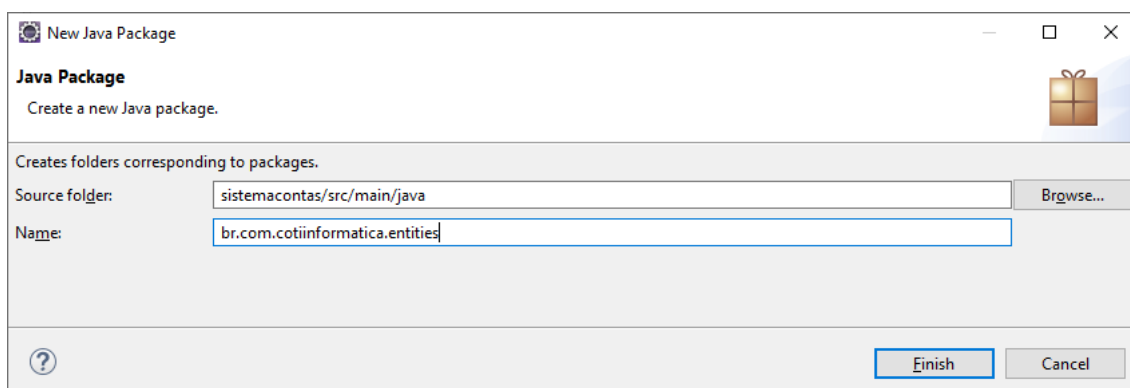 New Java Package
Java Package
Create a new Java package.
Creates folders corresponding to packages.
Source folder: sistemacontas/src/main/java Browse...
Name: br.com.cotiinformatica.entities
? Finish Cancel